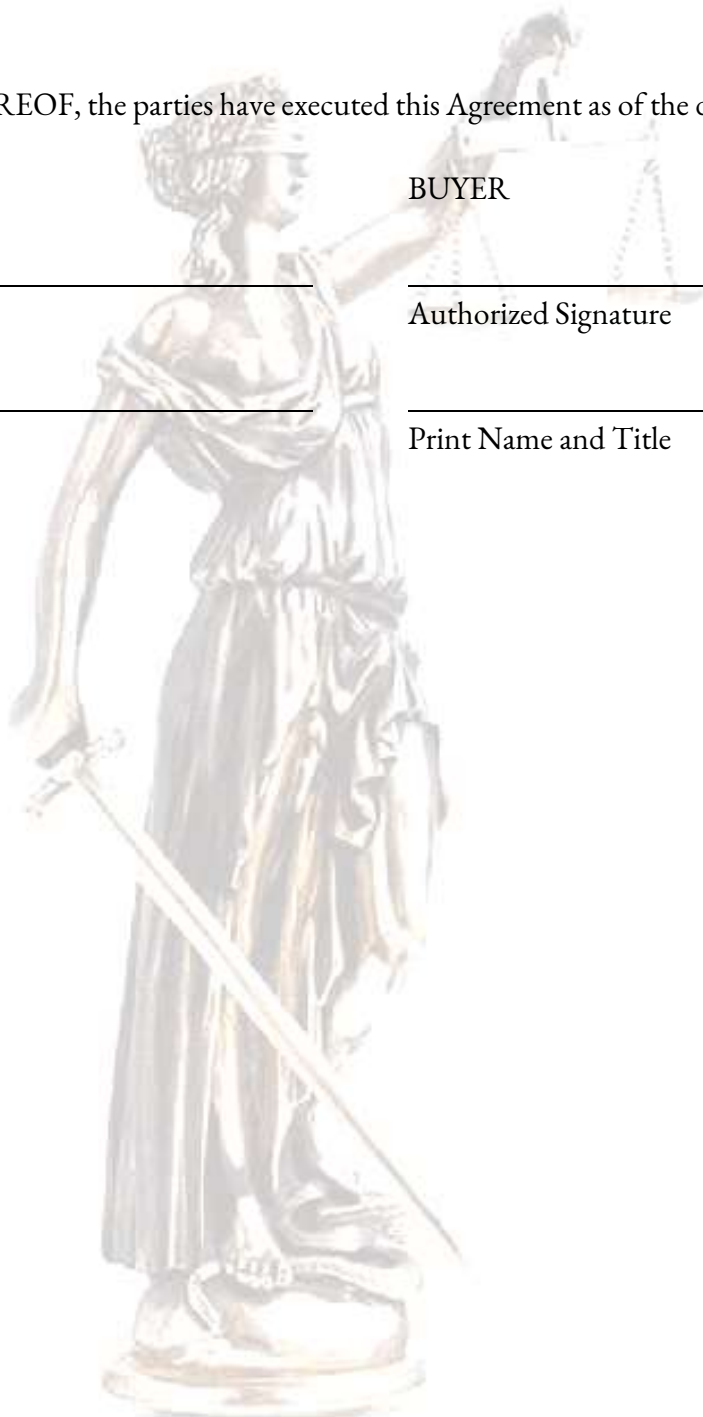 REOF, the parties have executed this Agreement as of the
BUYER
Authorized Signature
Print Name and Title